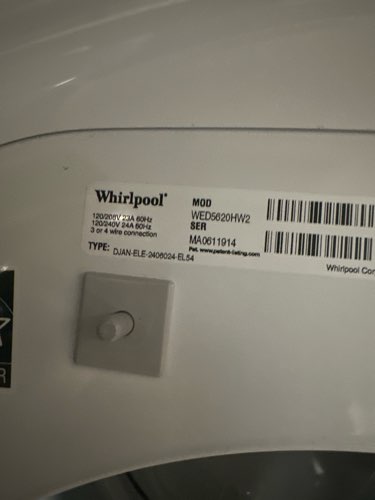 Whirlpool
120/208V 23A 60Hz
120/240V 24A 60Hz
3 or 4 wire connection
TYPE: DJAN-ELE-2406024-EL54
MOD
WED5620HW2
SER
MA0611914
Pat. www.patent-listing.com
Whirlpool Cor
R